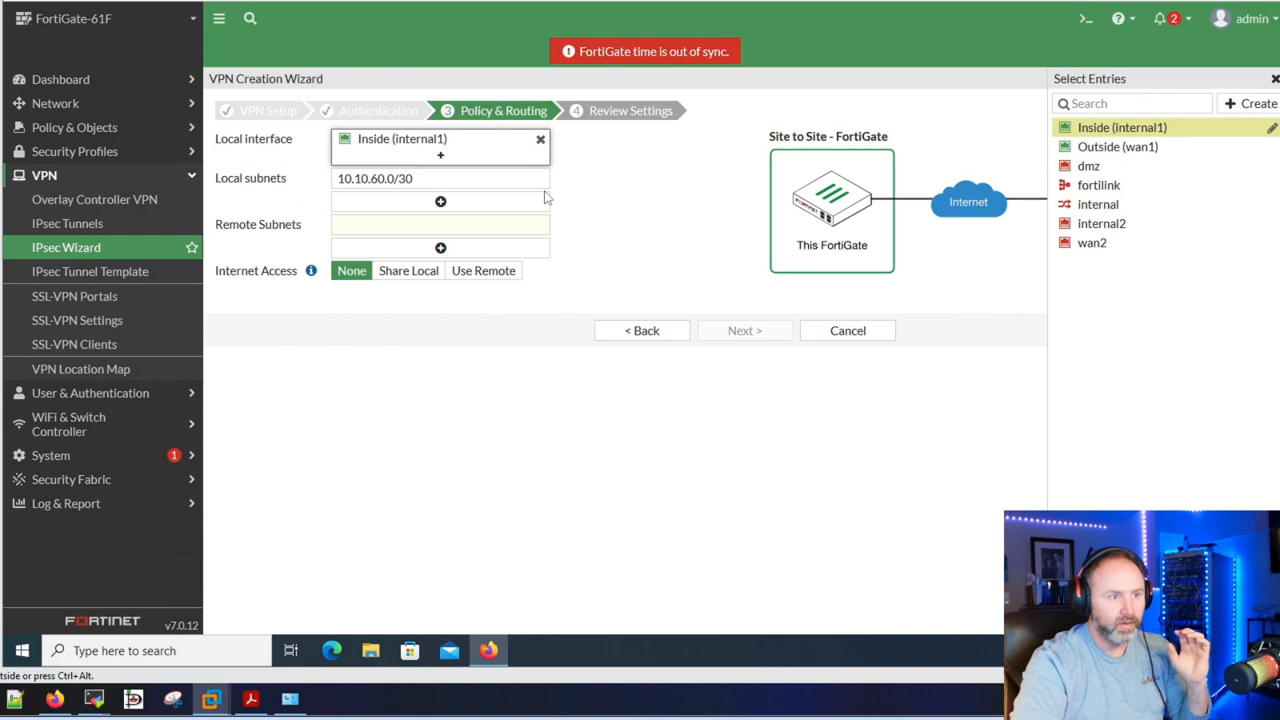 FortiGate-61F
admin
2
FortiGate time is out of sync.
Dashboard
Network
Policy & Objects
Security Profiles
VPN
Overlay Controller VPN
IPsec Tunnels
IPsec Wizard
IPsec Tunnel Template
SSL-VPN Portals
SSL-VPN Settings
SSL-VPN Clients
VPN Location Map
User & Authentication
WiFi & Switch
Controller
System
1
Security Fabric
Log & Report
FORTINET
v7.0.12
VPN Creation Wizard
VPN Setup
Authentication
3 Policy & Routing
4 Review Settings
Local interface
Inside (internal1)
Local subnets
10.10.60.0/30
Remote Subnets
Internet Access
None
Share Local
Use Remote
Site to Site - FortiGate
This FortiGate
Internet
< Back
Next >
Cancel
Select Entries
Search
Create
Inside (internal1)
Outside (wan1)
dmz
fortilink
internal
internal2
wan2
Type here to search
tside or press Ctrl+Alt.